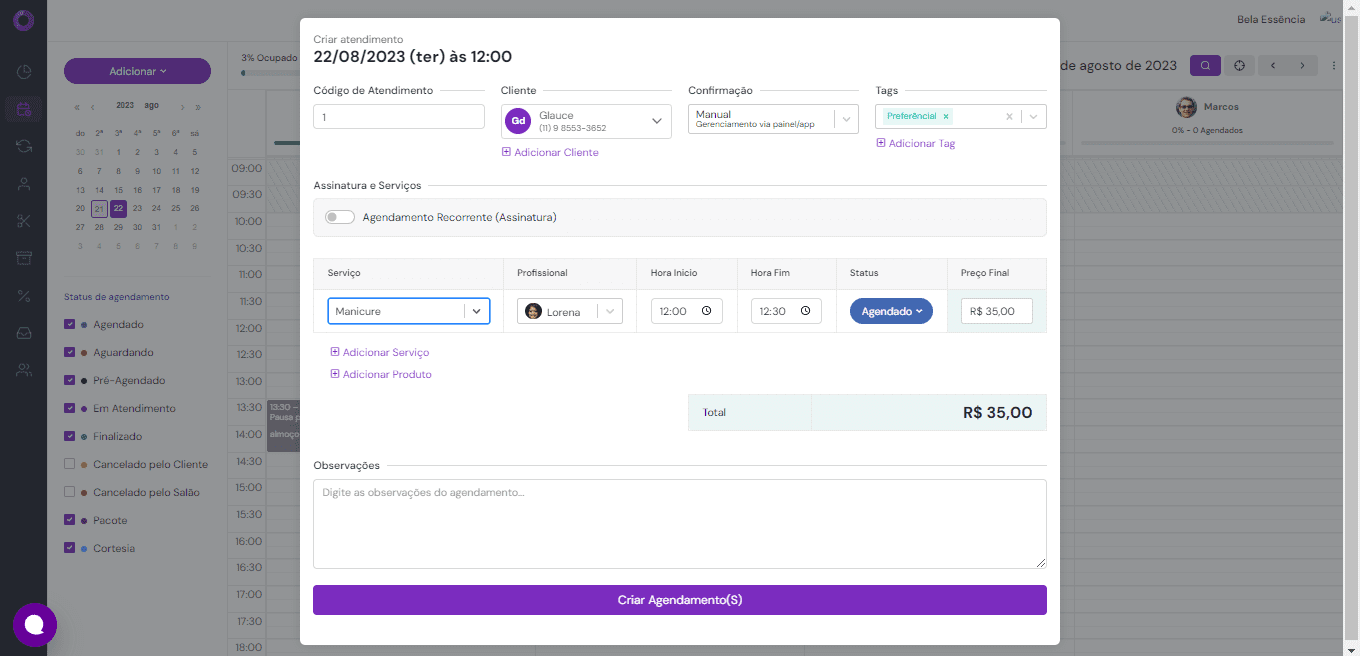 Bela Essência
Adicionar
3% Ocupado
de agosto de 2023
Marcos
0% - 0 Agendados
2023 ago
do 2ª 3ª 4ª 5ª 6ª sá
30 31 1 2 3 4 5
6 7 8 9 10 11 12
13 14 15 16 17 18 19
20 21 22 23 24 25 26
27 28 29 30 31 1 2
3 4 5 6 7 8 9
Status de agendamento
Agendado
Aguardando
Pré-Agendado
Em Atendimento
Finalizado
Cancelado pelo Cliente
Cancelado pelo Salão
Pacote
Cortesia
09:00
09:30
10:00
10:30
11:00
11:30
12:00
12:30
13:00
13:30
14:00
14:30
15:00
15:30
16:00
16:30
17:00
17:30
18:00
13:30 –
Pausa p
almoço
Criar atendimento
22/08/2023 (ter) às 12:00
Código de Atendimento
1
Cliente
Gd
Glauce
(11) 9 8553-3652
Adicionar Cliente
Confirmação
Manual
Gerenciamento via painel/app
Tags
Preferêncial ×
Adicionar Tag
Assinatura e Serviços
Agendamento Recorrente (Assinatura)
Serviço Profissional Hora Inicio Hora Fim Status Preço Final
Manicure Lorena 12:00 12:30 Agendado R$ 35,00
Adicionar Serviço
Adicionar Produto
Total R$ 35,00
Observações
Digite as observações do agendamento...
Criar Agendamento(S)